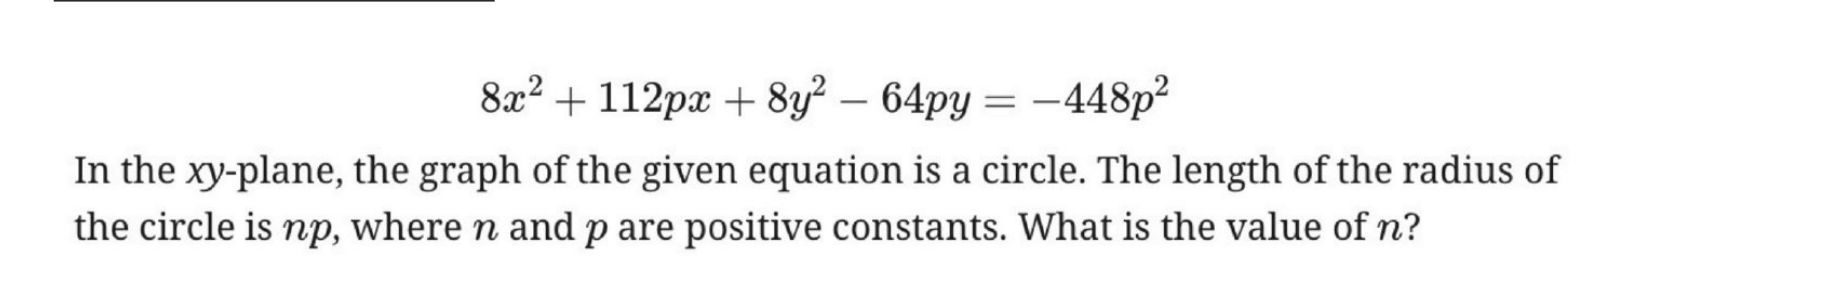 8x² + 112px + 8y² − 64py = −448p²
In the xy-plane, the graph of the given equation is a circle. The length of the radius of
the circle is np, where n and p are positive constants. What is the value of n?